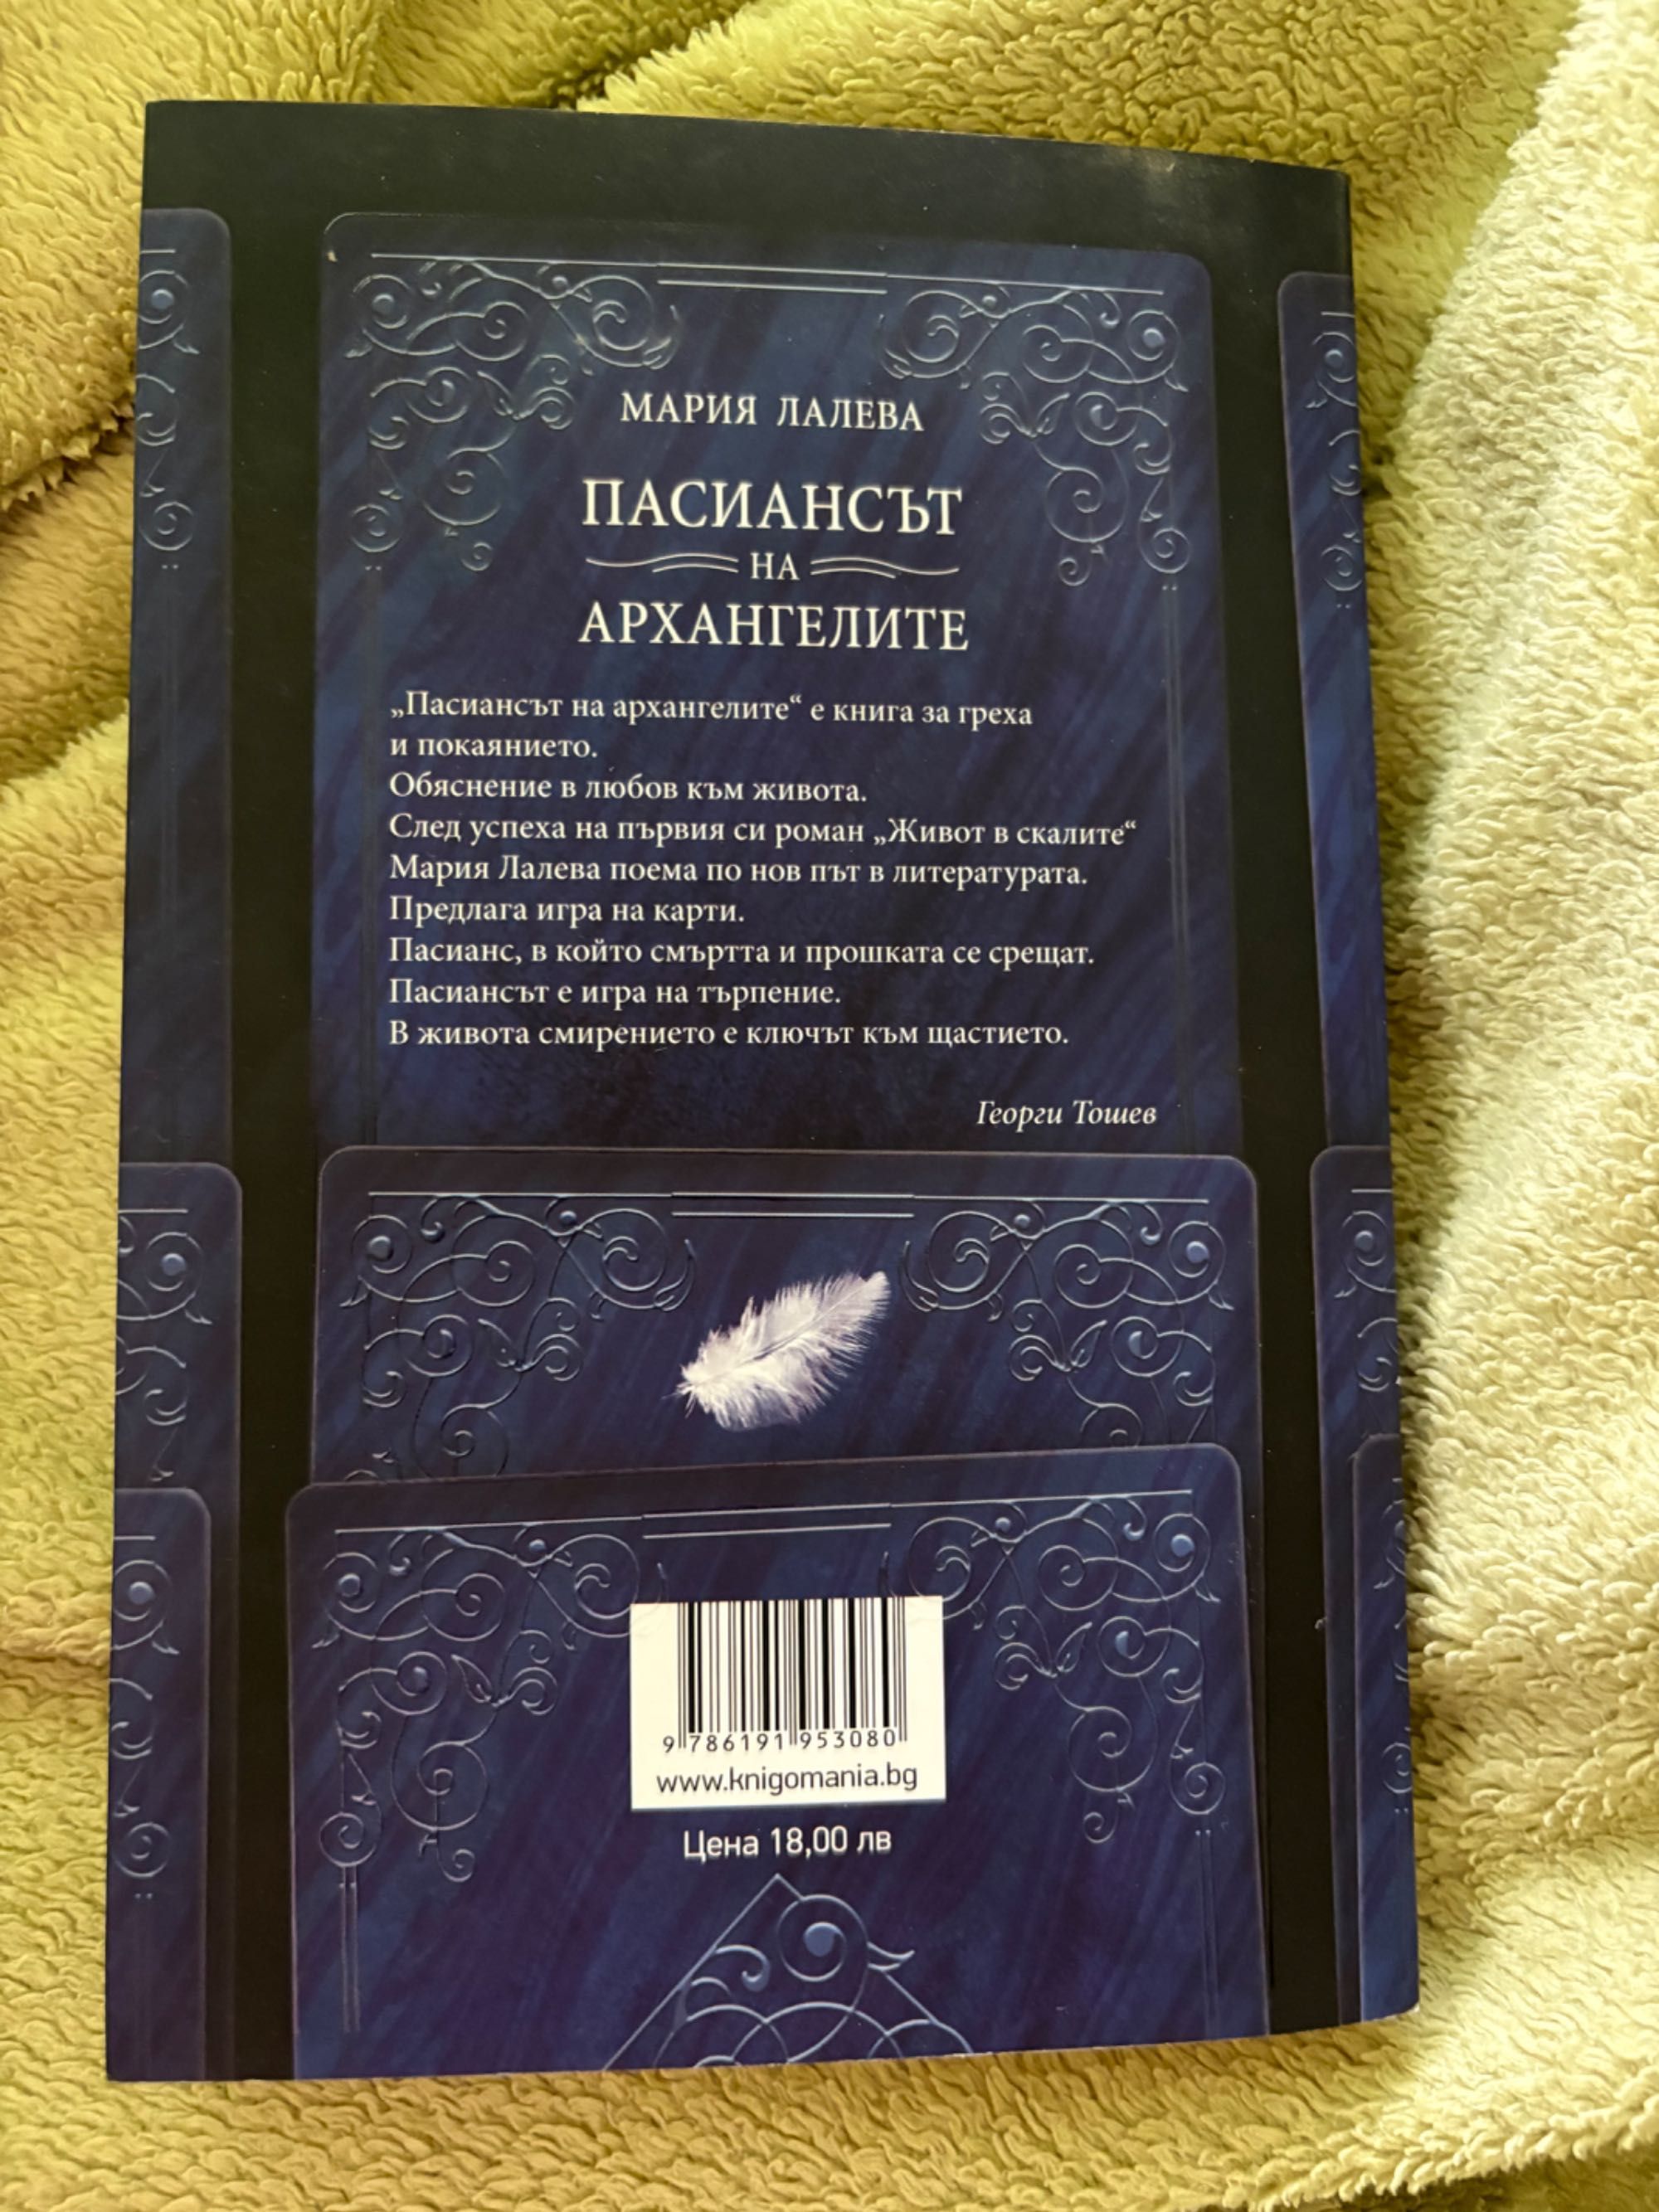 МАРИЯ ЛАЛЕВА
ПАСИАНСЪТ
НА
АРХАНГЕЛИТЕ
„Пасиансът на архангелите“ е книга за греха
и покаянието.
Обяснение в любов към живота.
След успеха на първия си роман „Живот в скалите“
Мария Лалева поема по нов път в литературата.
Предлага игра на карти.
Пасианс, в който смъртта и прошката се срещат.
Пасиансът е игра на търпение.
В живота смирението е ключът към щастието.
Георги Тошев
9 786191 953080
www.knigomania.bg
Цена 18,00 лв